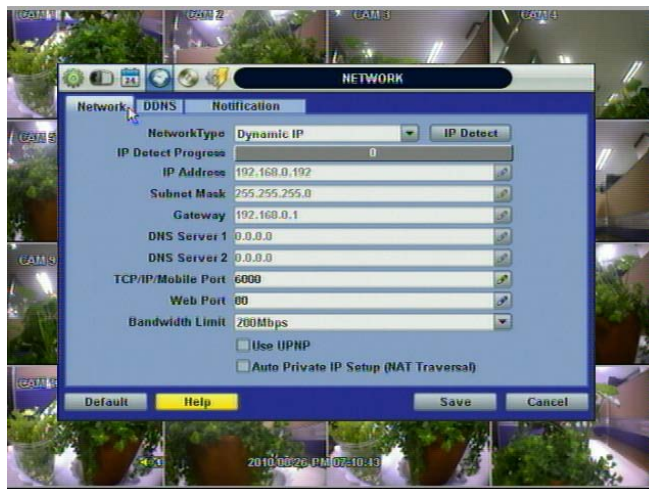 CAM 2
CAM 3
CAM 4
24
NETWORK
Network
DDNS
Notification
CAM 5
NetworkType
Dynamic IP
IP Detect
IP Detect Progress
0
IP Address
192.168.0.192
Subnet Mask
255.255.255.0
Gateway
192.168.0.1
DNS Server 1
0.0.0.0
DNS Server 2
0.0.0.0
CAM 9
TCP/IP/Mobile Port
6000
Web Port
80
Bandwidth Limit
200Mbps
Use UPNP
Auto Private IP Setup (NAT Traversal)
Default
Help
Save
Cancel
2010/08/26 PM 07:10:43